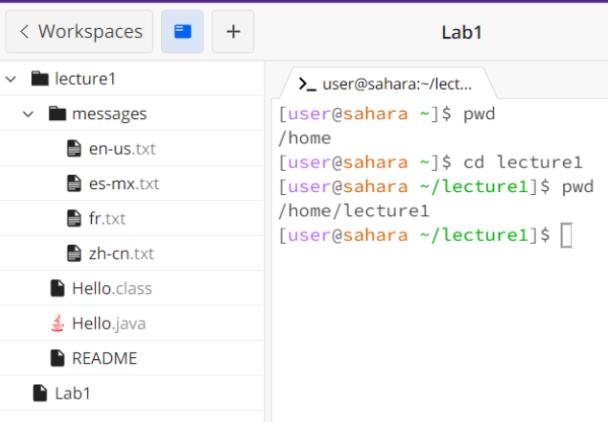 Workspaces
+
Lab1
lecture1
messages
en-us.txt
es-mx.txt
fr.txt
zh-cn.txt
Hello.class
Hello.java
README
Lab1
>_ user@sahara:~/lect...
[user@sahara ~]$ pwd
/home
[user@sahara ~]$ cd lecture1
[user@sahara ~/lecture1]$ pwd
/home/lecture1
[user@sahara ~/lecture1]$